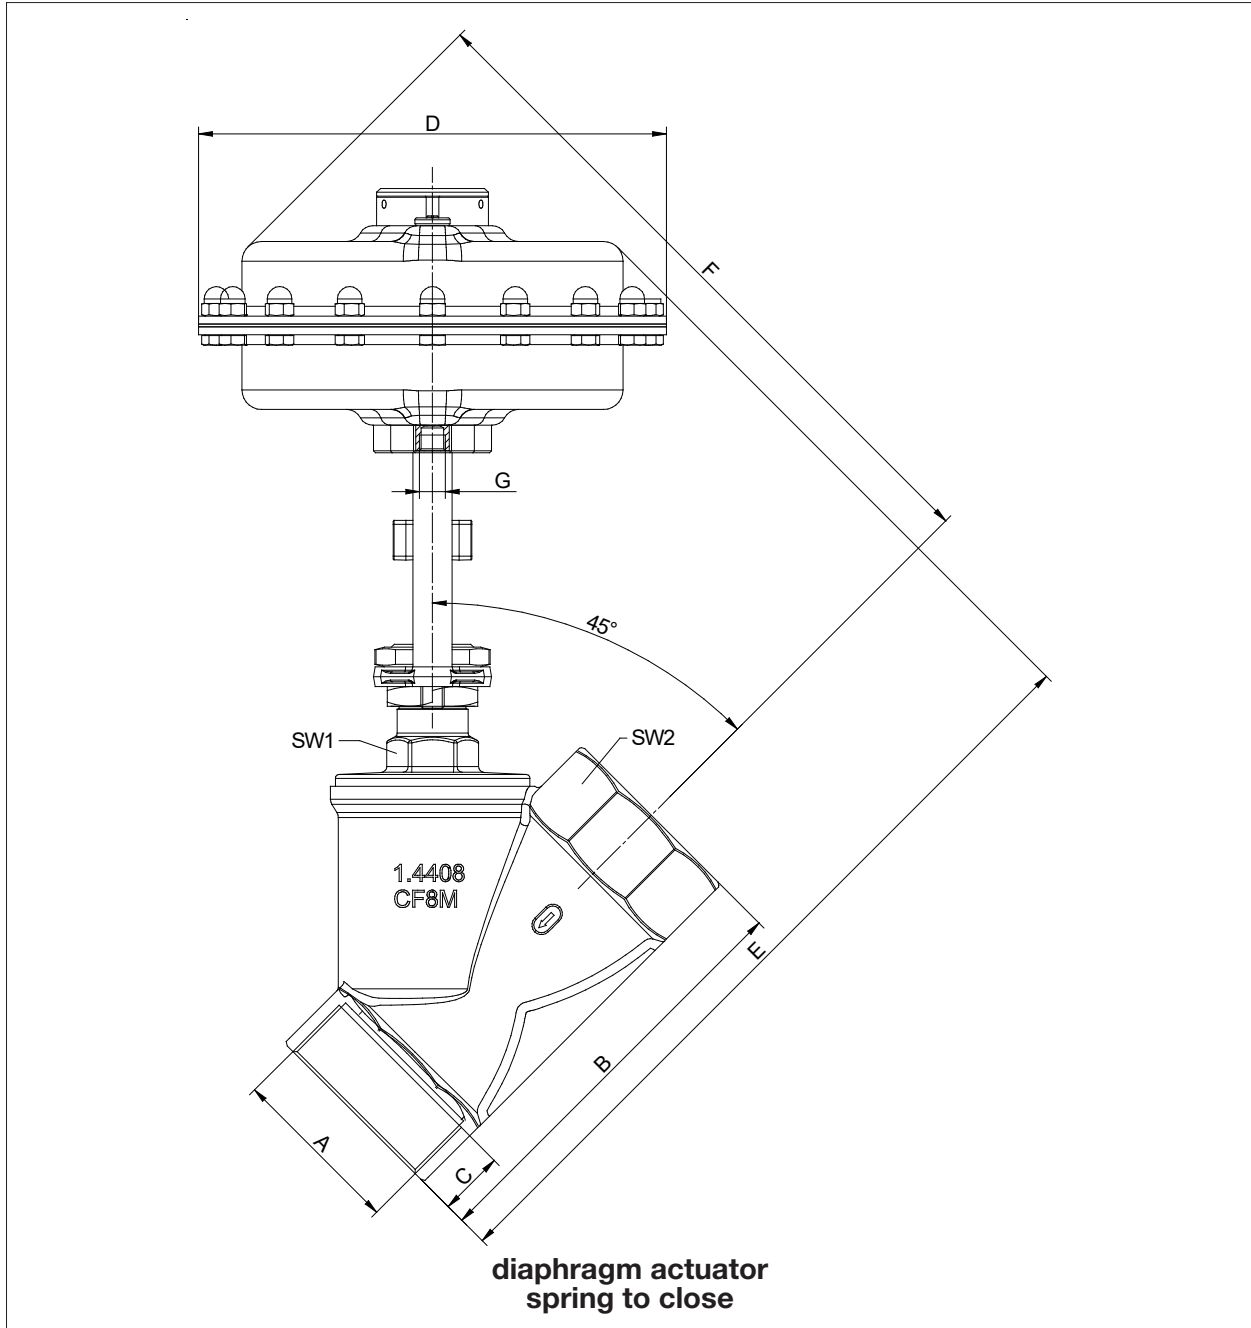 D
F
G
45°
SW1
SW2
1.4408
CF8M
E
B
A
C
diaphragm actuator
spring to close